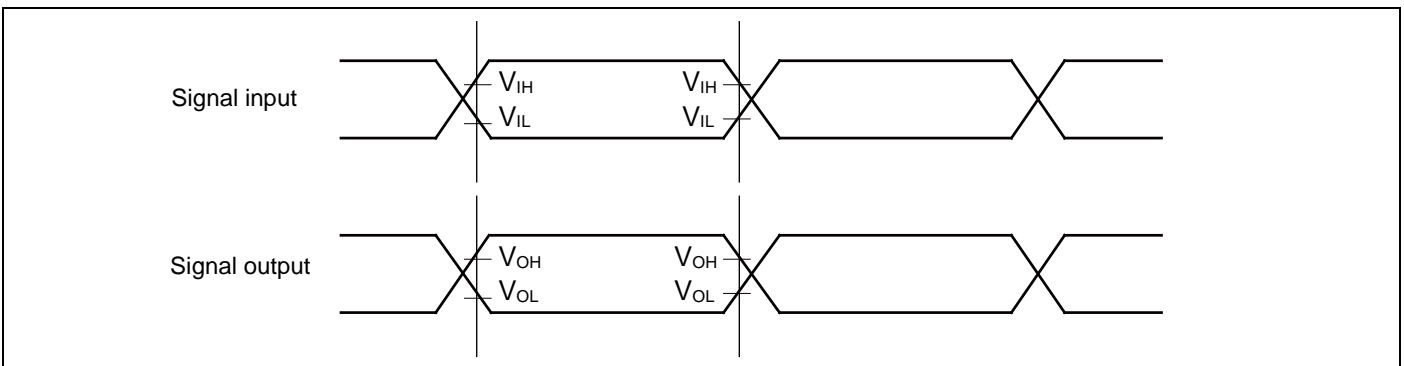 Signal input
VIH
VIH
VIL
VIL
Signal output
VOH
VOH
VOL
VOL